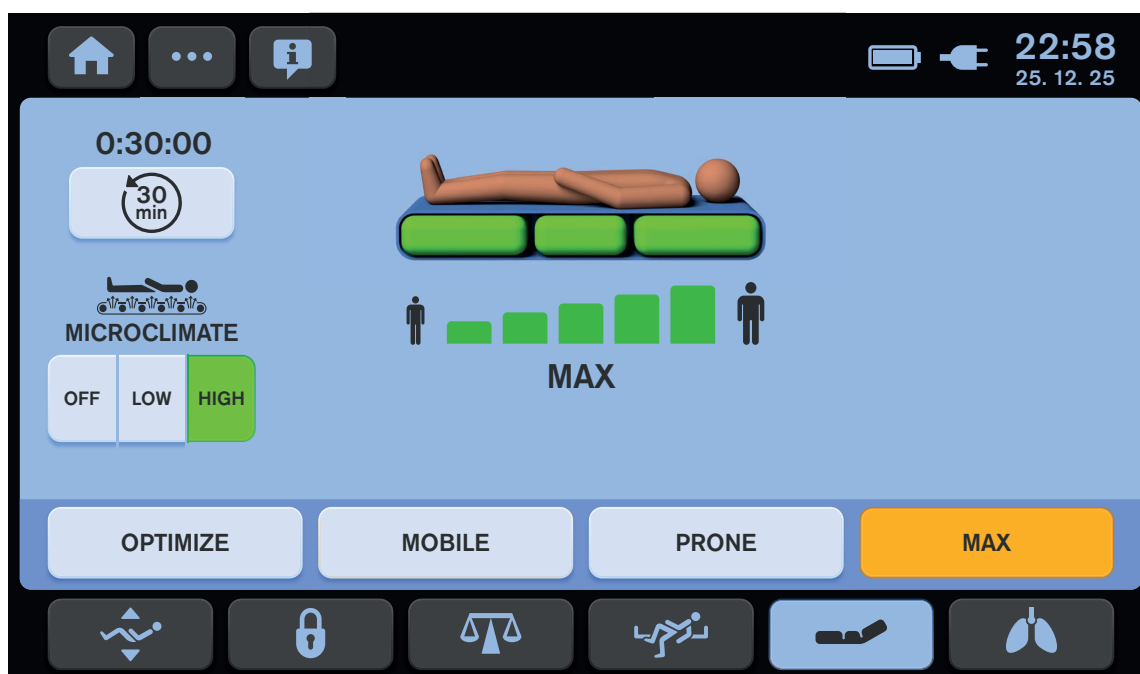 22:58
25. 12. 25
0:30:00
30
min
MICROCLIMATE
OFF LOW HIGH
MAX
OPTIMIZE MOBILE PRONE MAX